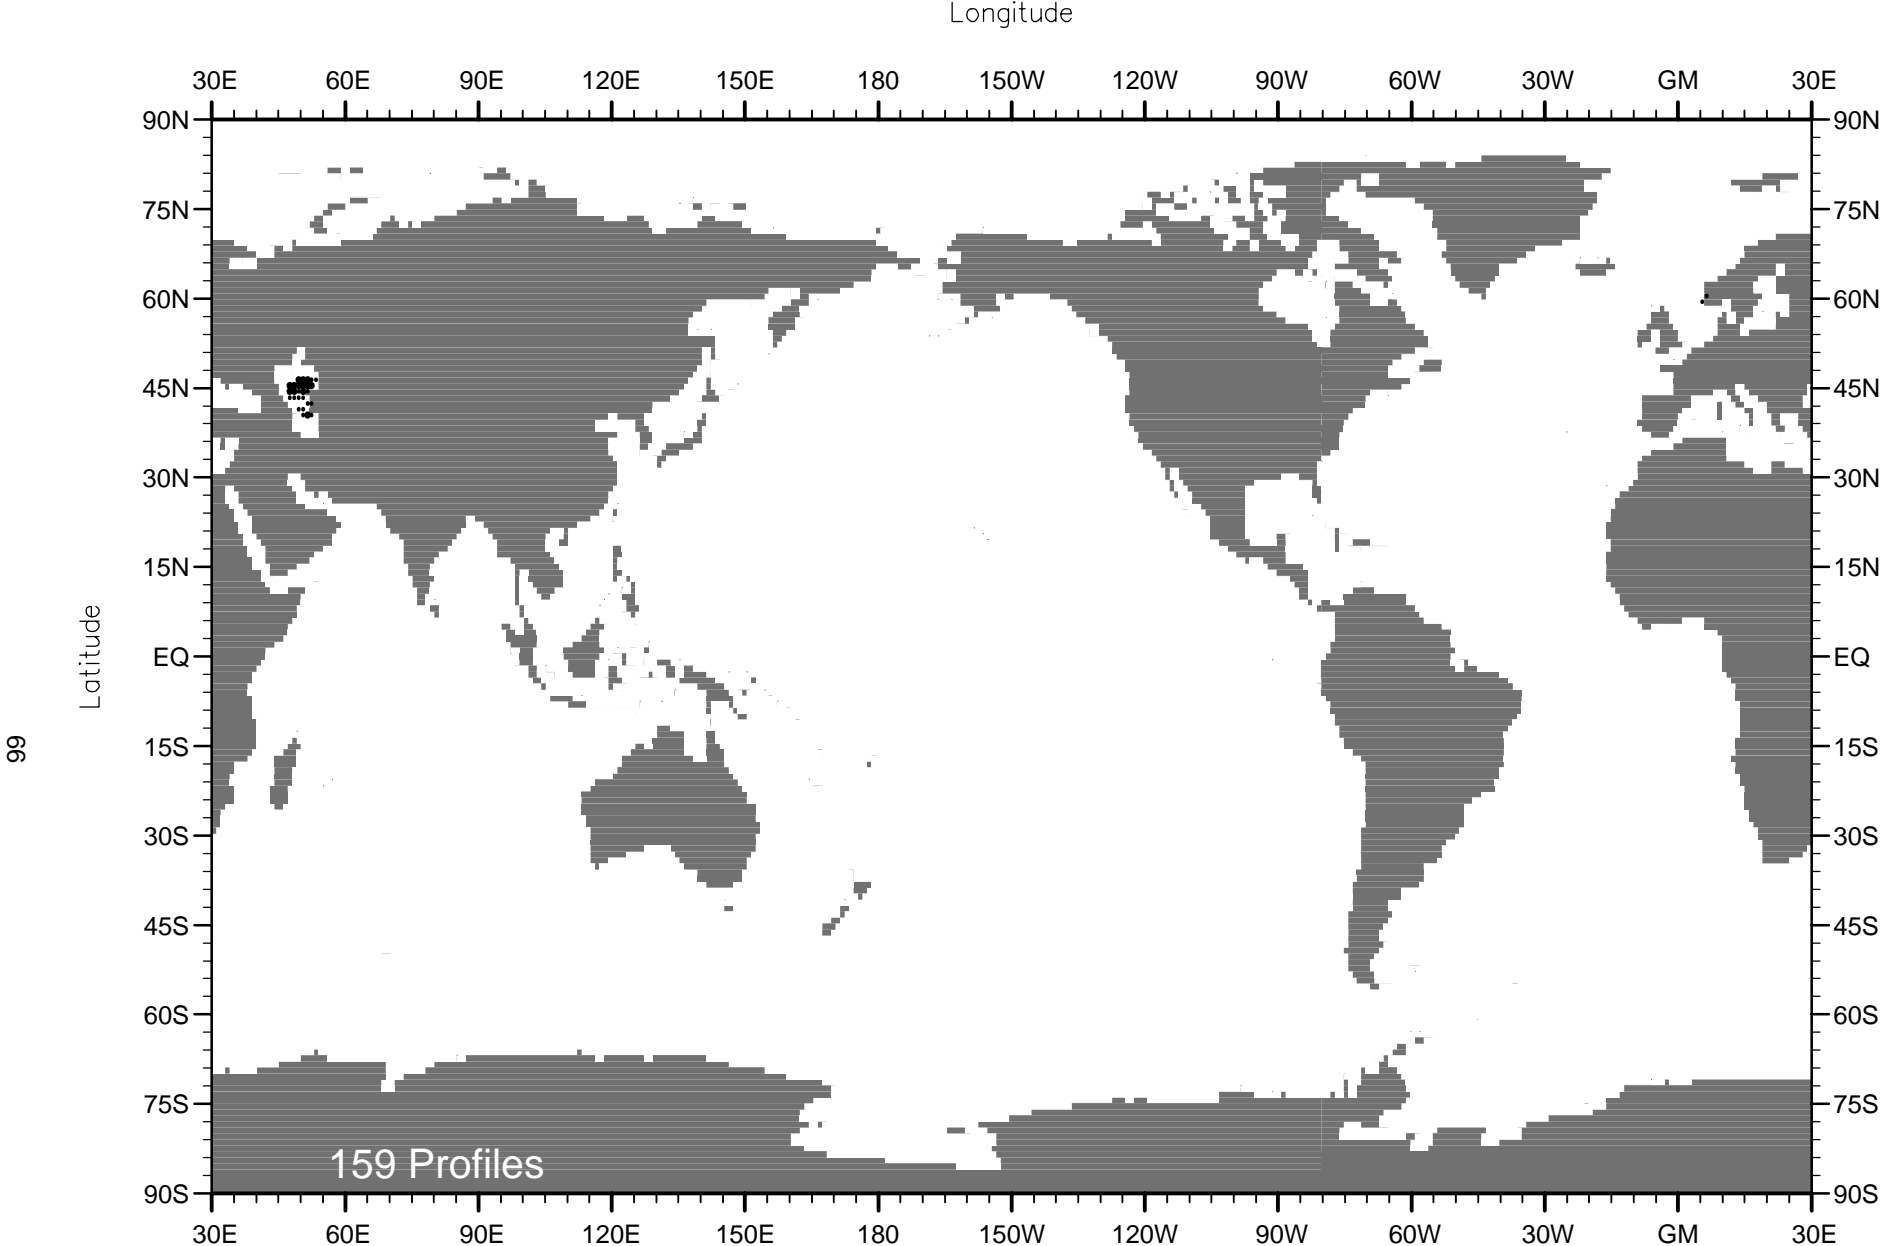 Longitude
30E 60E 90E 120E 150E 180 150W 120W 90W 60W 30W GM 30E
90N 90N
75N 75N
60N 60N
45N 45N
30N 30N
15N 15N
Latitude
EQ EQ
66
15S 15S
30S 30S
45S 45S
60S 60S
75S 75S
159 Profiles
90S 90S
30E 60E 90E 120E 150E 180 150W 120W 90W 60W 30W GM 30E